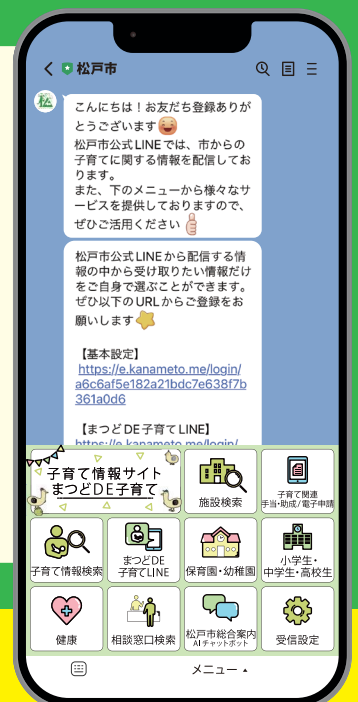 松戸市
松
こんにちは！お友だち登録ありが
とうございます
松戸市公式LINEでは、市からの
子育てに関する情報を配信してお
ります。
また、下のメニューから様々なサ
ービスを提供しておりますので、
ぜひご活用ください
松戸市公式LINEから配信する情
報の中から受け取りたい情報だけ
をご自身で選ぶことができます。
ぜひ以下のURLからご登録をお
願いします
【基本設定】
https://e.kanameto.me/login/
a6c6af5e182a21bdc7e638f7b
361a0d6
【まつどDE子育てLINE】
https://e.kanameto.me/login/
子育て情報サイト
まつどDE子育て
施設検索
子育て関連
手当・助成/電子申請
子育て情報検索
まつどDE
子育てLINE
保育園・幼稚園
小学生・
中学生・高校生
健康
相談窓口検索
松戸市総合案内
AIチャットボット
受信設定
メニュー